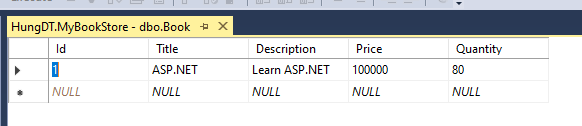 HungDT.MyBookStore - dbo.Book
Id Title Description Price Quantity
1 ASP.NET Learn ASP.NET 100000 80
NULL NULL NULL NULL NULL